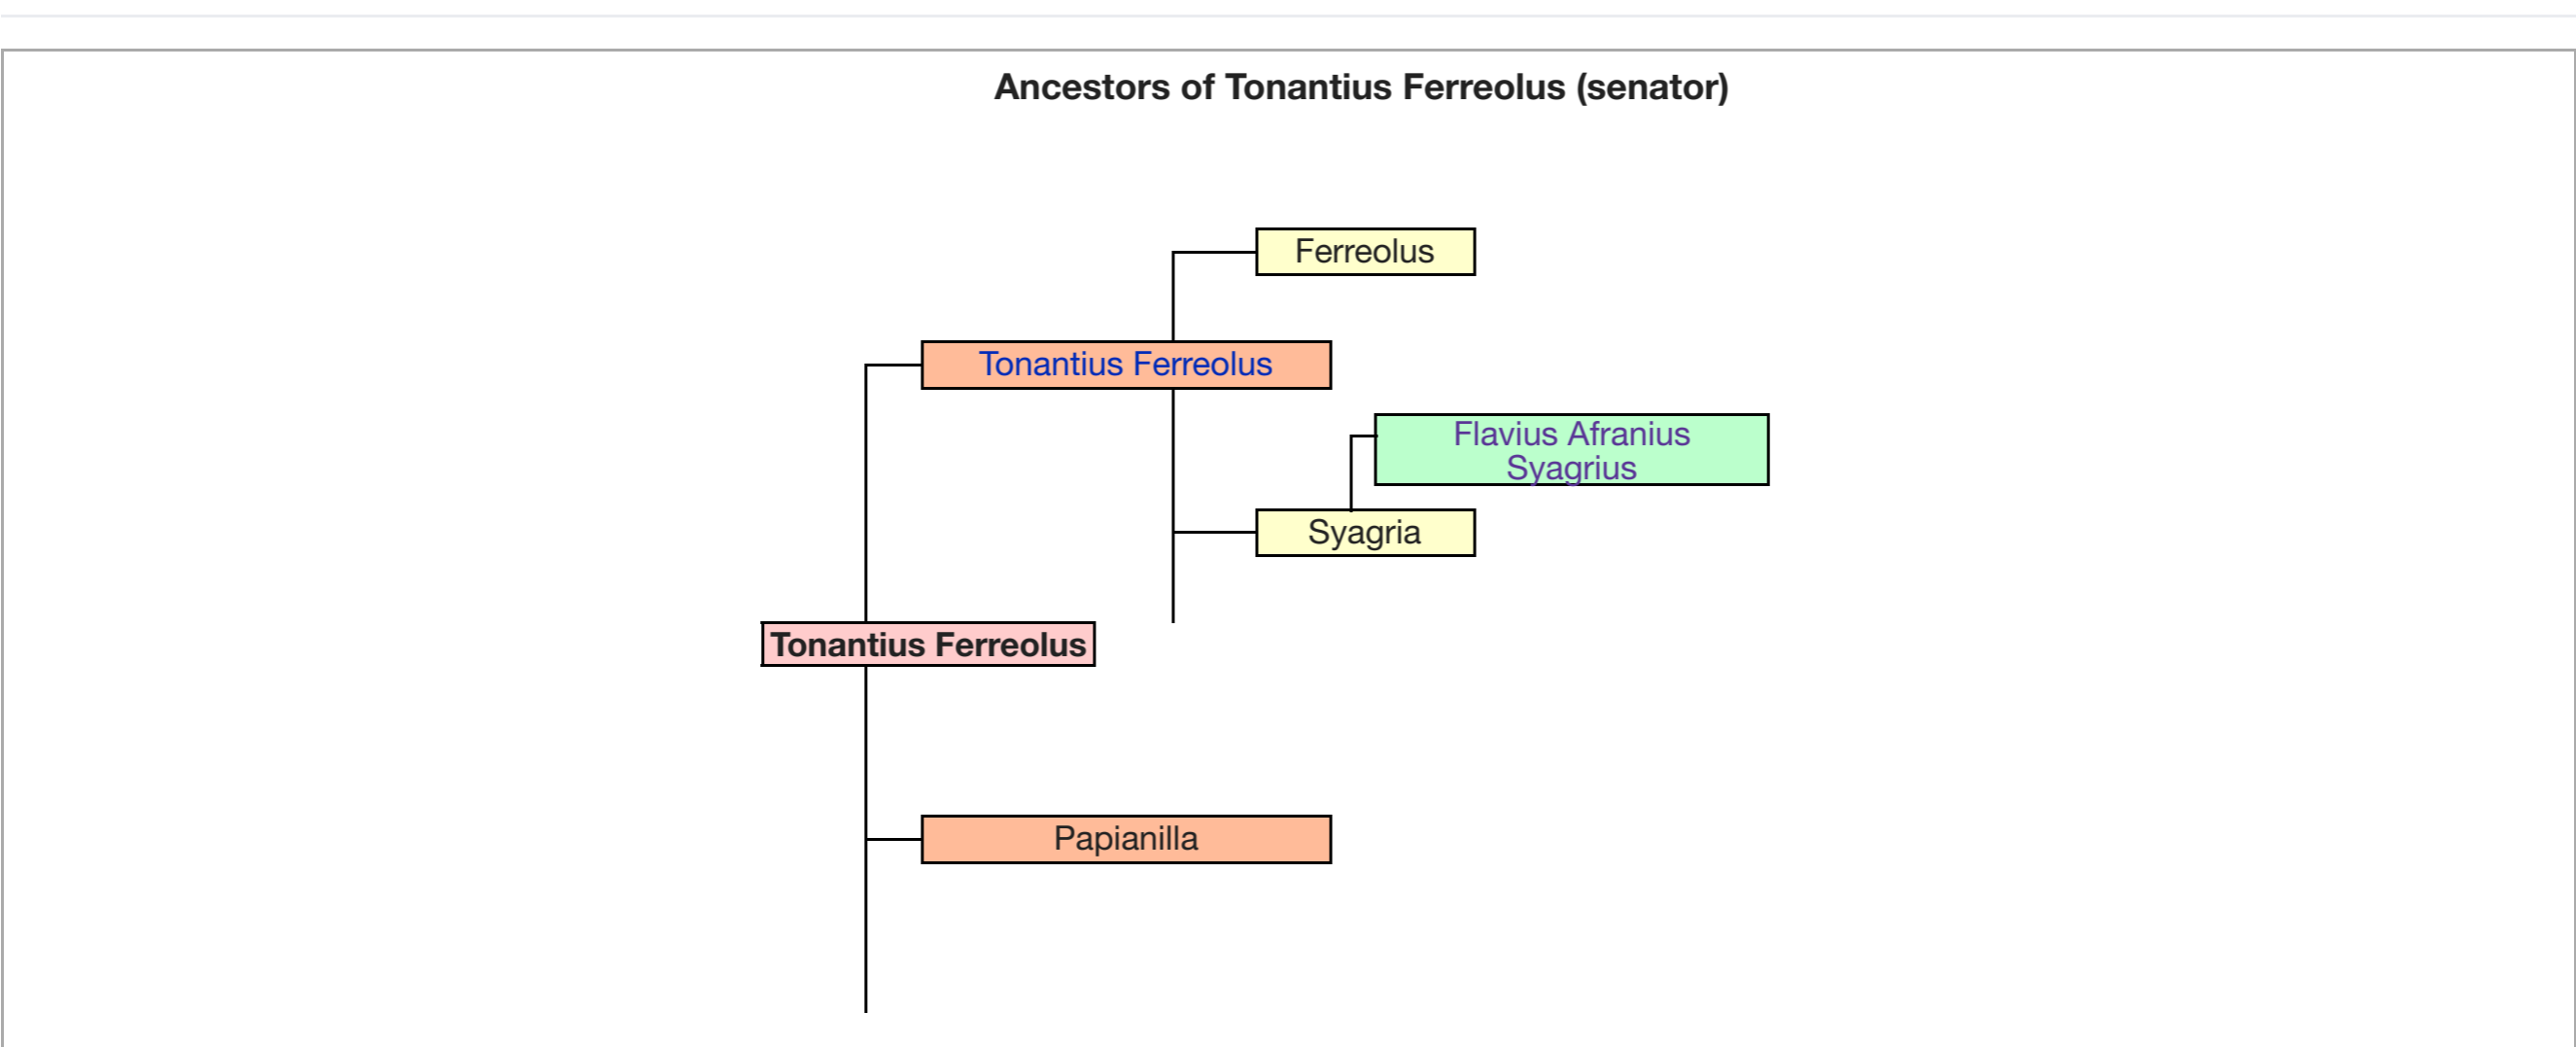 Ancestors of Tonantius Ferreolus (senator)
Ferreolus
Tonantius Ferreolus
Flavius Afranius
Syagrius
Syagria
Tonantius Ferreolus
Papianilla